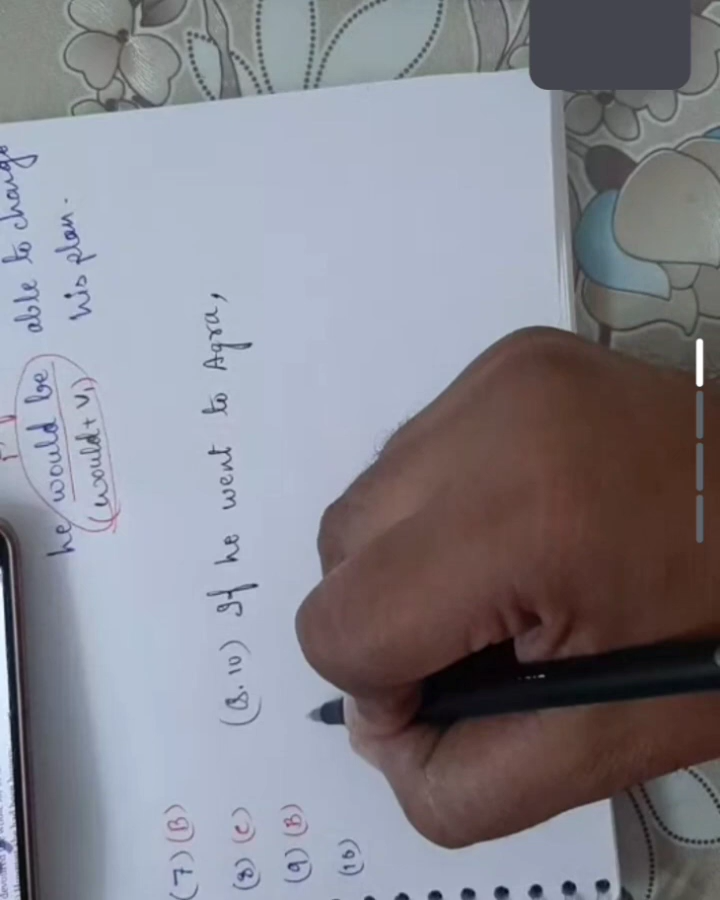 able to change
his plan.
he would be
(would + V₁)
(8.10) If he went to Agra,
(7) (B)
(8) (C)
(9) (B)
(10)